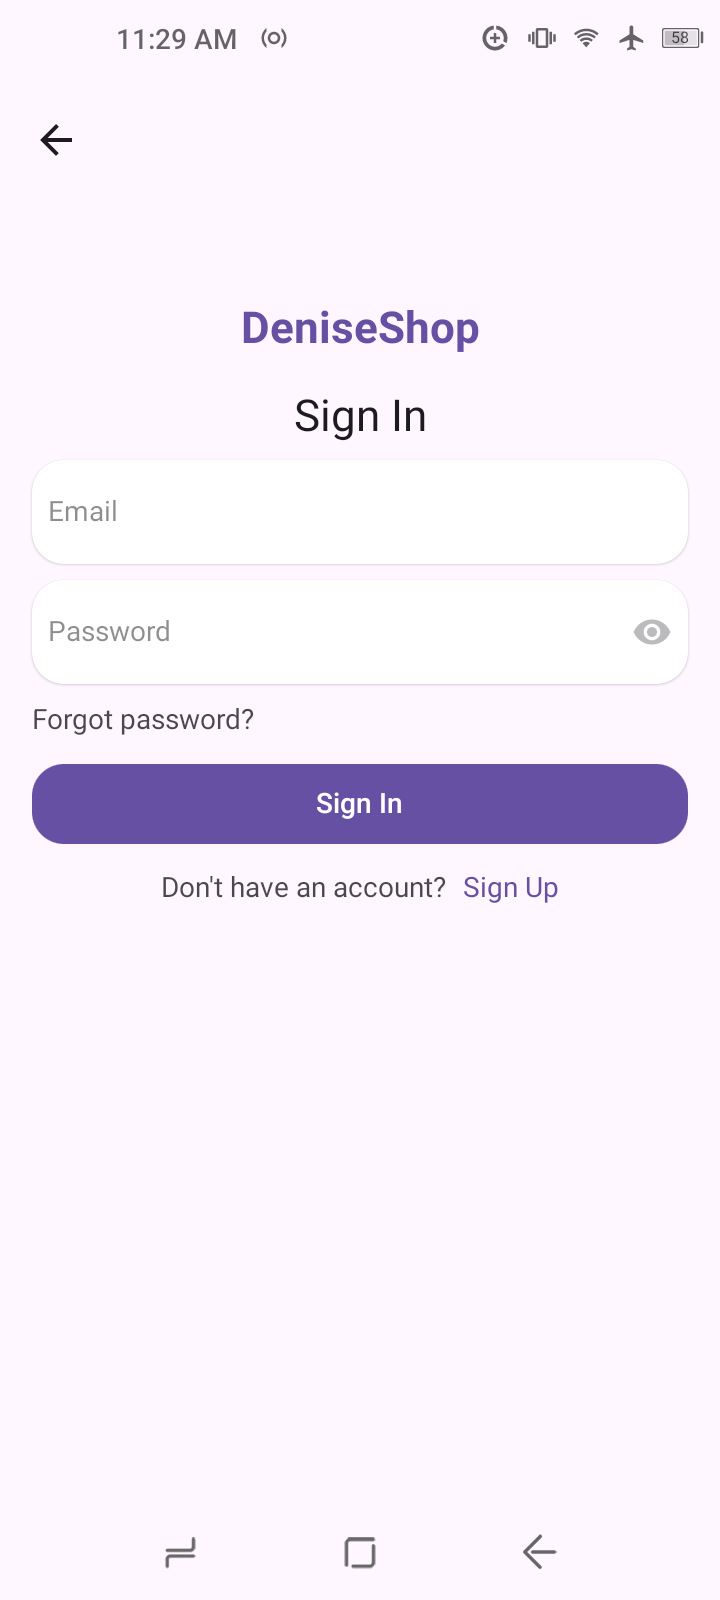 11:29 AM
58
DeniseShop
Sign In
Email
Password
Forgot password?
Sign In
Don't have an account? Sign Up